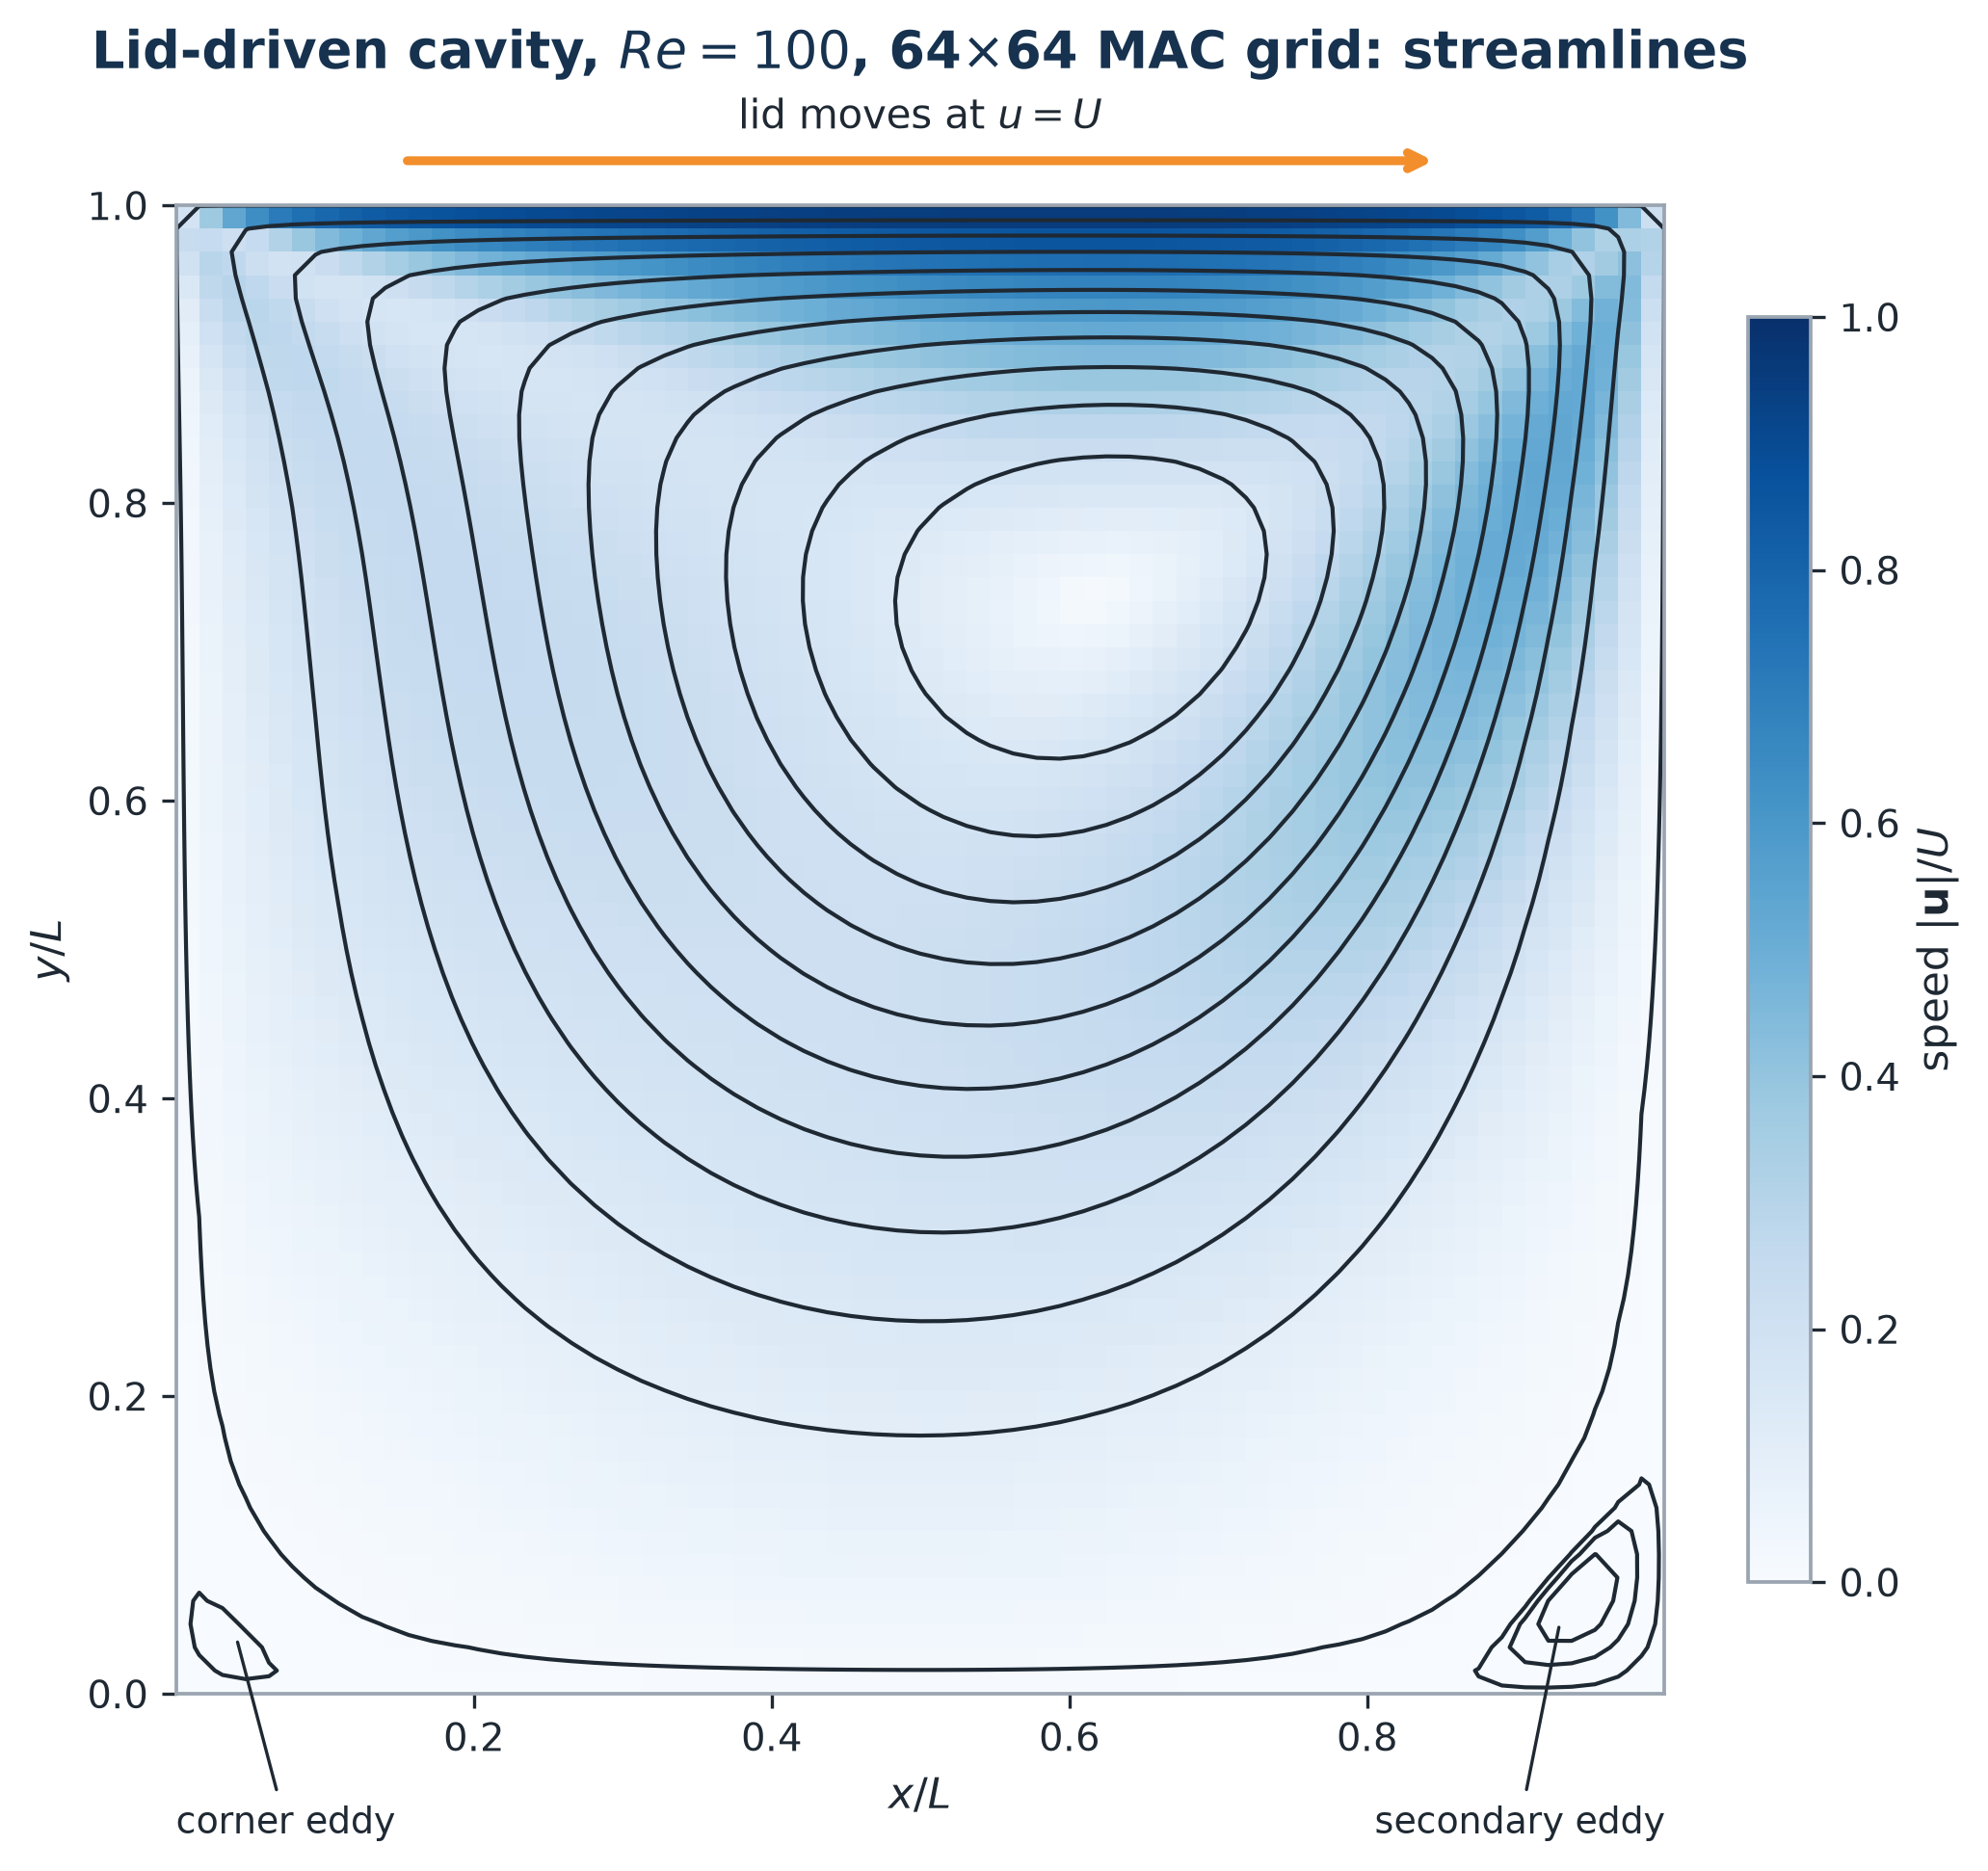 Lid-driven cavity, Re = 100, 64×64 MAC grid: streamlines
lid moves at u = U
1.0
0.8
0.6
0.4
0.2
0.0
y/L
0.2
0.4
0.6
0.8
x/L
corner eddy
secondary eddy
1.0
0.8
0.6
0.4
0.2
0.0
speed |u|/U